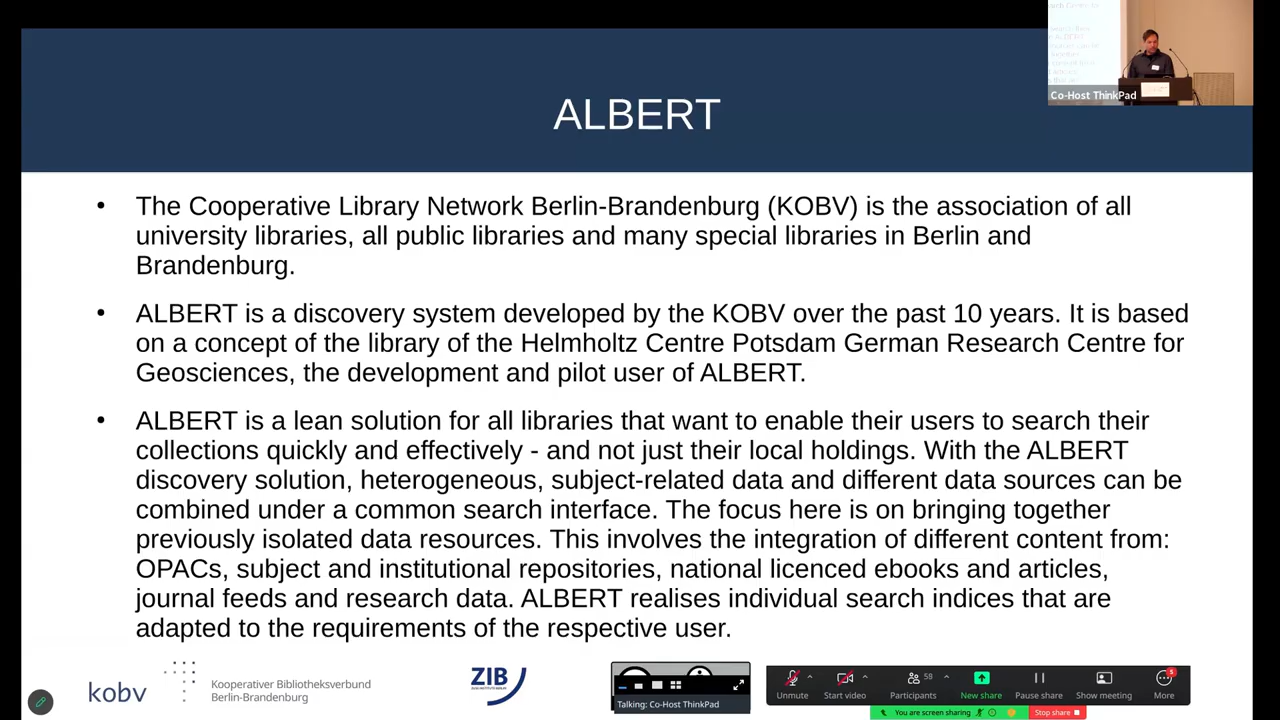 ALBERT
Co-Host ThinkPad
• The Cooperative Library Network Berlin-Brandenburg (KOBV) is the association of all
university libraries, all public libraries and many special libraries in Berlin and
Brandenburg.
• ALBERT is a discovery system developed by the KOBV over the past 10 years. It is based
on a concept of the library of the Helmholtz Centre Potsdam German Research Centre for
Geosciences, the development and pilot user of ALBERT.
• ALBERT is a lean solution for all libraries that want to enable their users to search their
collections quickly and effectively - and not just their local holdings. With the ALBERT
discovery solution, heterogeneous, subject-related data and different data sources can be
combined under a common search interface. The focus here is on bringing together
previously isolated data resources. This involves the integration of different content from:
OPACs, subject and institutional repositories, national licenced ebooks and articles,
journal feeds and research data. ALBERT realises individual search indices that are
adapted to the requirements of the respective user.
kobv
Kooperativer Bibliotheksverbund
Berlin-Brandenburg
ZIB
Talking: Co-Host ThinkPad
58
Unmute Start video Participants New share Pause share Show meeting More
You are screen sharing Stop share